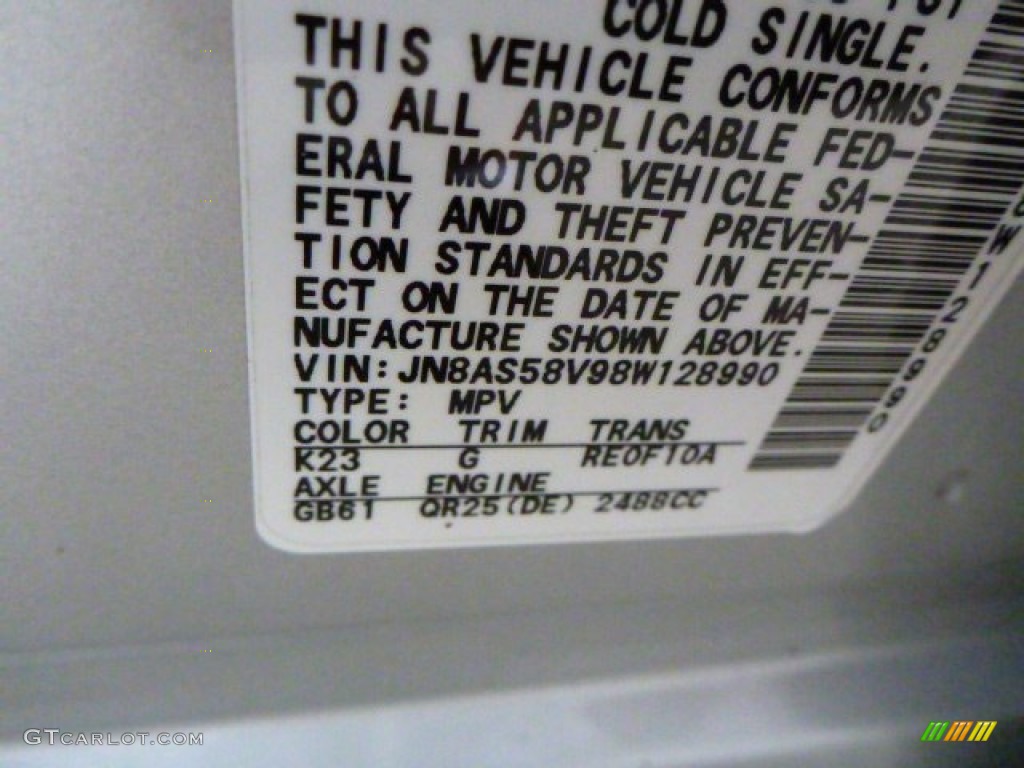 COLD SINGLE.
THIS VEHICLE CONFORMS
TO ALL APPLICABLE FED-
ERAL MOTOR VEHICLE SA-
FETY AND THEFT PREVEN-
TION STANDARDS IN EFF-
ECT ON THE DATE OF MA-
NUFACTURE SHOWN ABOVE.
VIN: JN8AS58V98W128990
TYPE: MPV
COLOR TRIM TRANS
K23 G RE0F10A
AXLE ENGINE
GB61 QR25(DE) 2488CC
W128990
GTCARLOT.COM